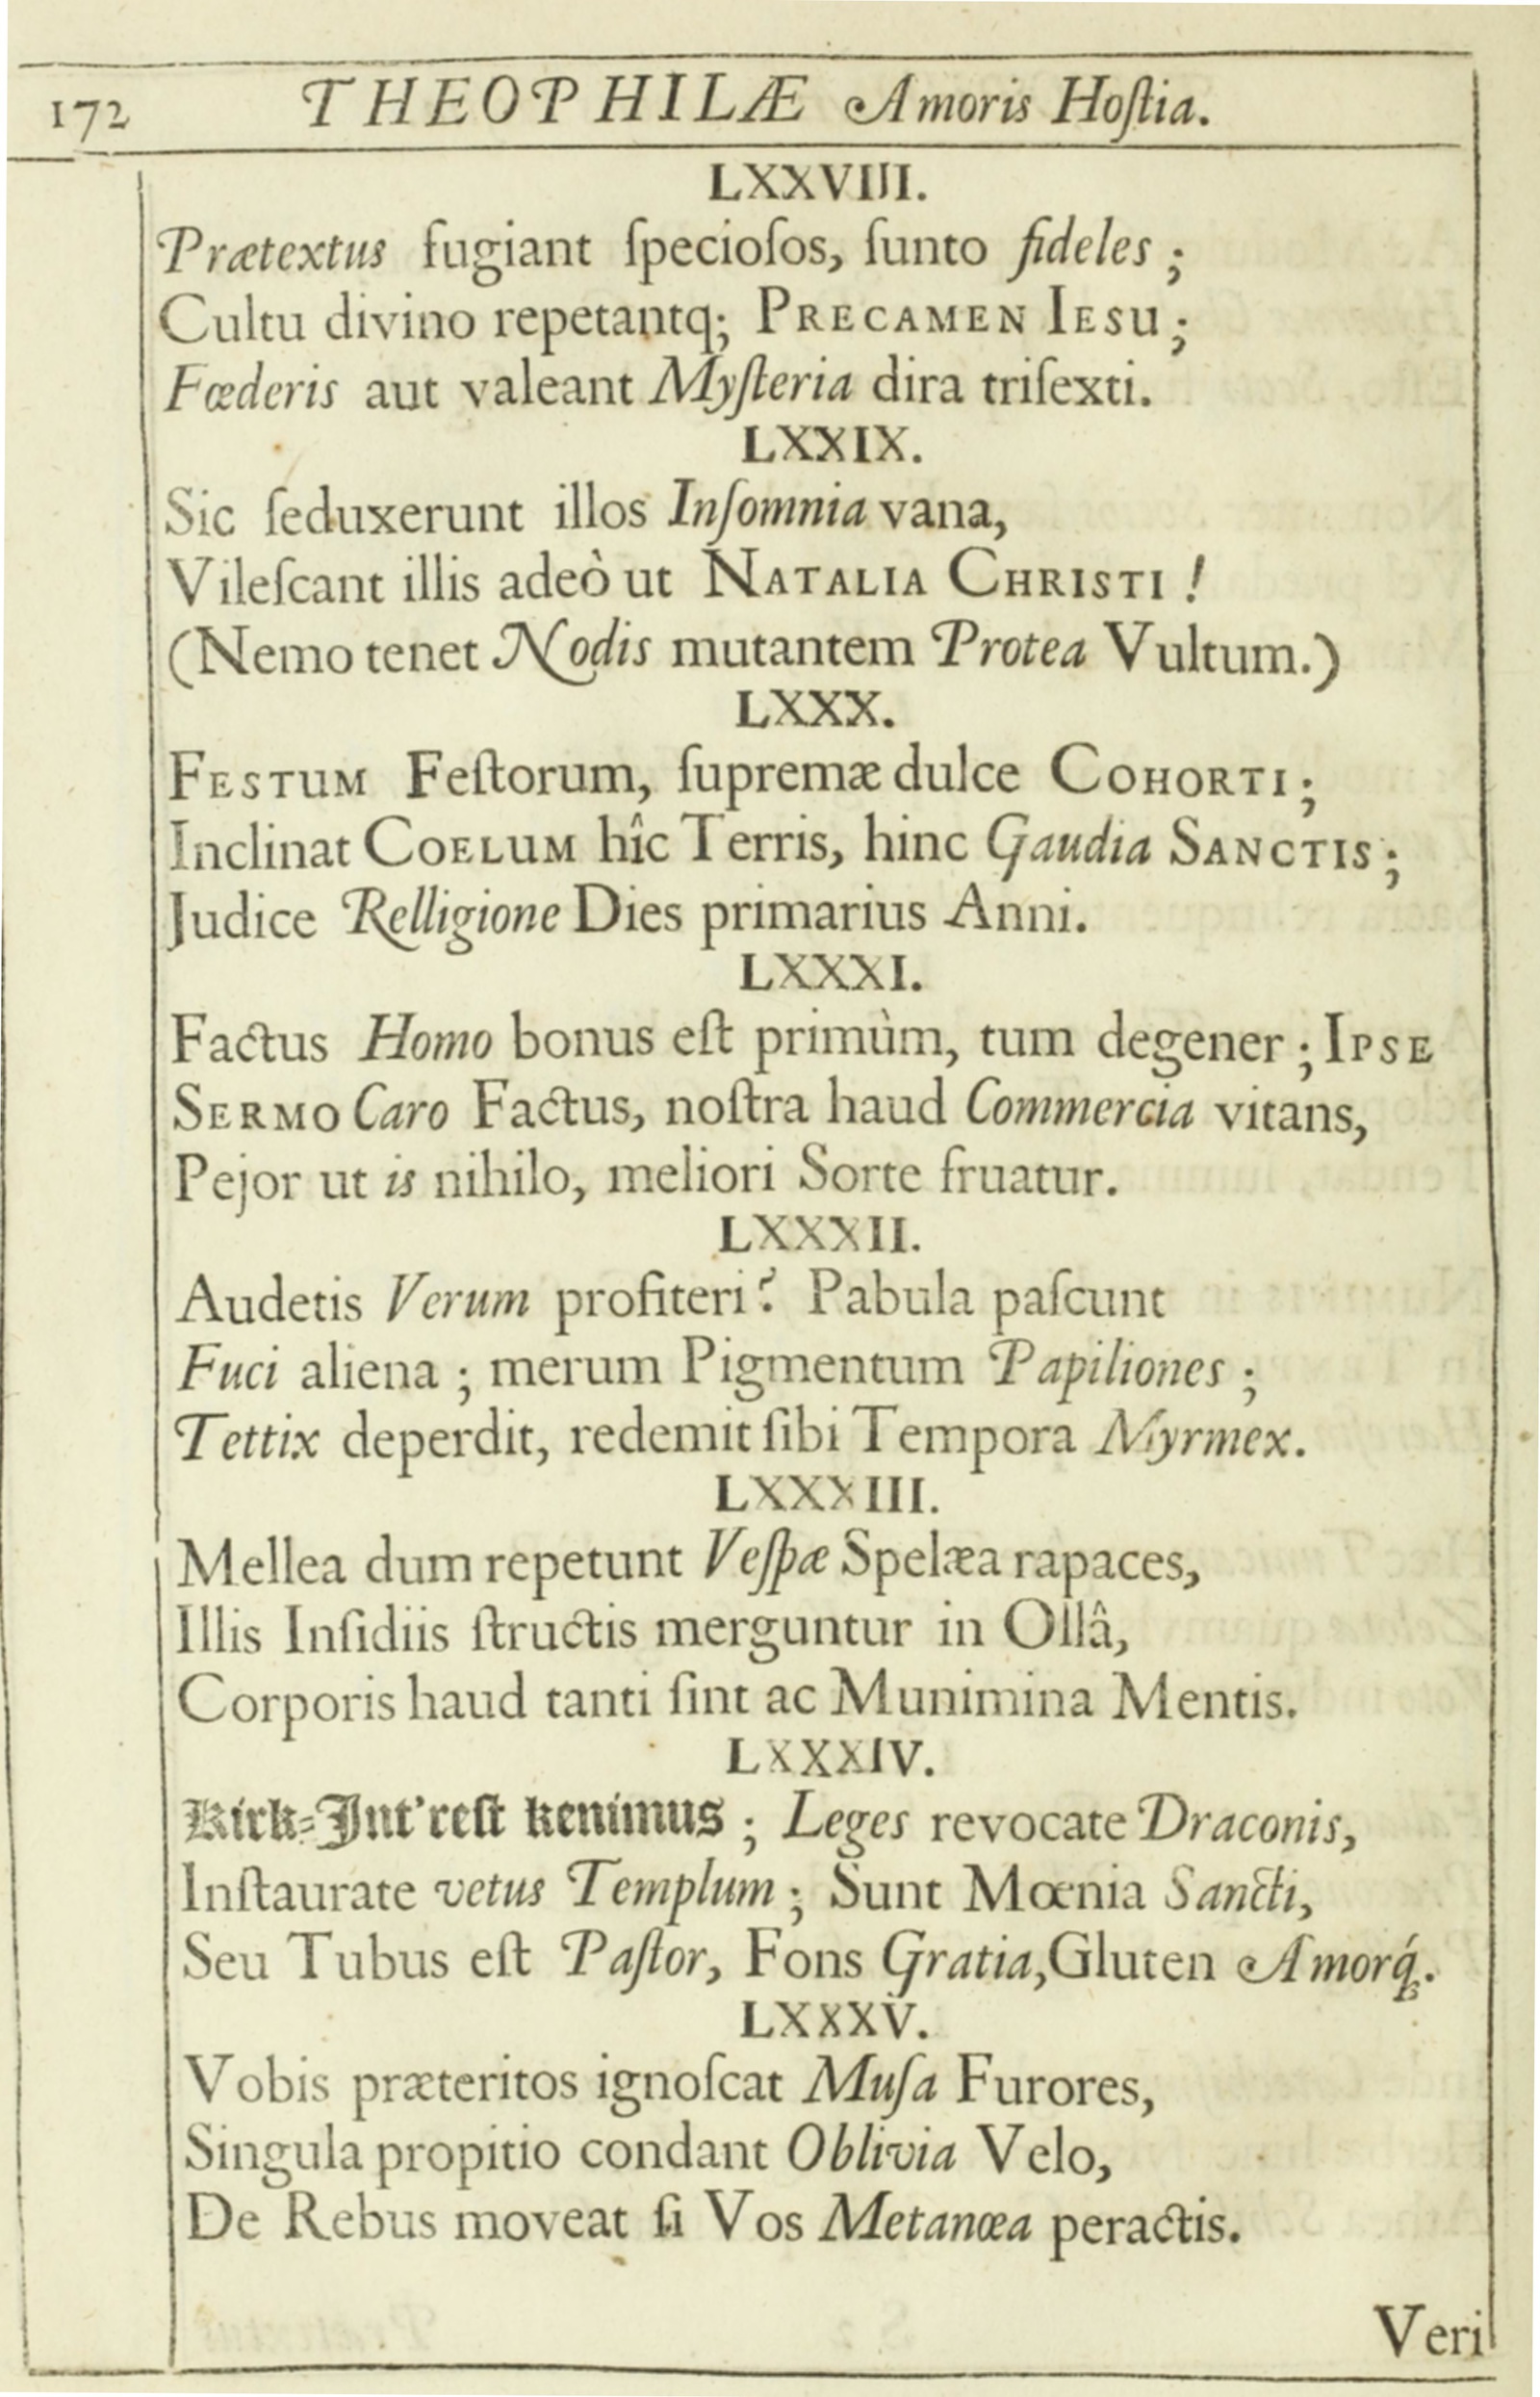 172 THEOPHILÆ Amoris Hoſtia.
LXXVIII.
Prætextus fugiant ſpecioſos, ſunto fideles ;
Cultu divino repetantq; PRECAMEN IESU ;
Fœderis aut valeant Myſteria dira triſexti.
LXXIX.
Sic ſeduxerunt illos Inſomnia vana,
Vileſcant illis adeò ut NATALIA CHRISTI !
(Nemo tenet Nodis mutantem Protea Vultum.)
LXXX.
FESTUM Feſtorum, ſupremæ dulce COHORTI ;
Inclinat COELUM hîc Terris, hinc Gaudia SANCTIS ;
Judice Relligione Dies primarius Anni.
LXXXI.
Factus Homo bonus eſt primùm, tum degener ; IPSE
SERMO Caro Factus, noſtra haud Commercia vitans,
Pejor ut is nihilo, meliori Sorte fruatur.
LXXXII.
Audetis Verum profiteri? Pabula paſcunt
Fuci aliena ; merum Pigmentum Papiliones ;
Tettix deperdit, redemit ſibi Tempora Myrmex.
LXXXIII.
Mellea dum repetunt Veſpæ Spelæa rapaces,
Illis Inſidiis ſtructis merguntur in Ollâ,
Corporis haud tanti ſint ac Munimina Mentis.
LXXXIV.
Kirk-Int'reſt kenimus ; Leges revocate Draconis,
Inſtaurate vetus Templum ; Sunt Mœnia Sancti,
Seu Tubus eſt Paſtor, Fons Gratia, Gluten Amorq́;.
LXXXV.
Vobis præteritos ignoſcat Muſa Furores,
Singula propitio condant Oblivia Velo,
De Rebus moveat ſi Vos Metanœa peractis.
Veri